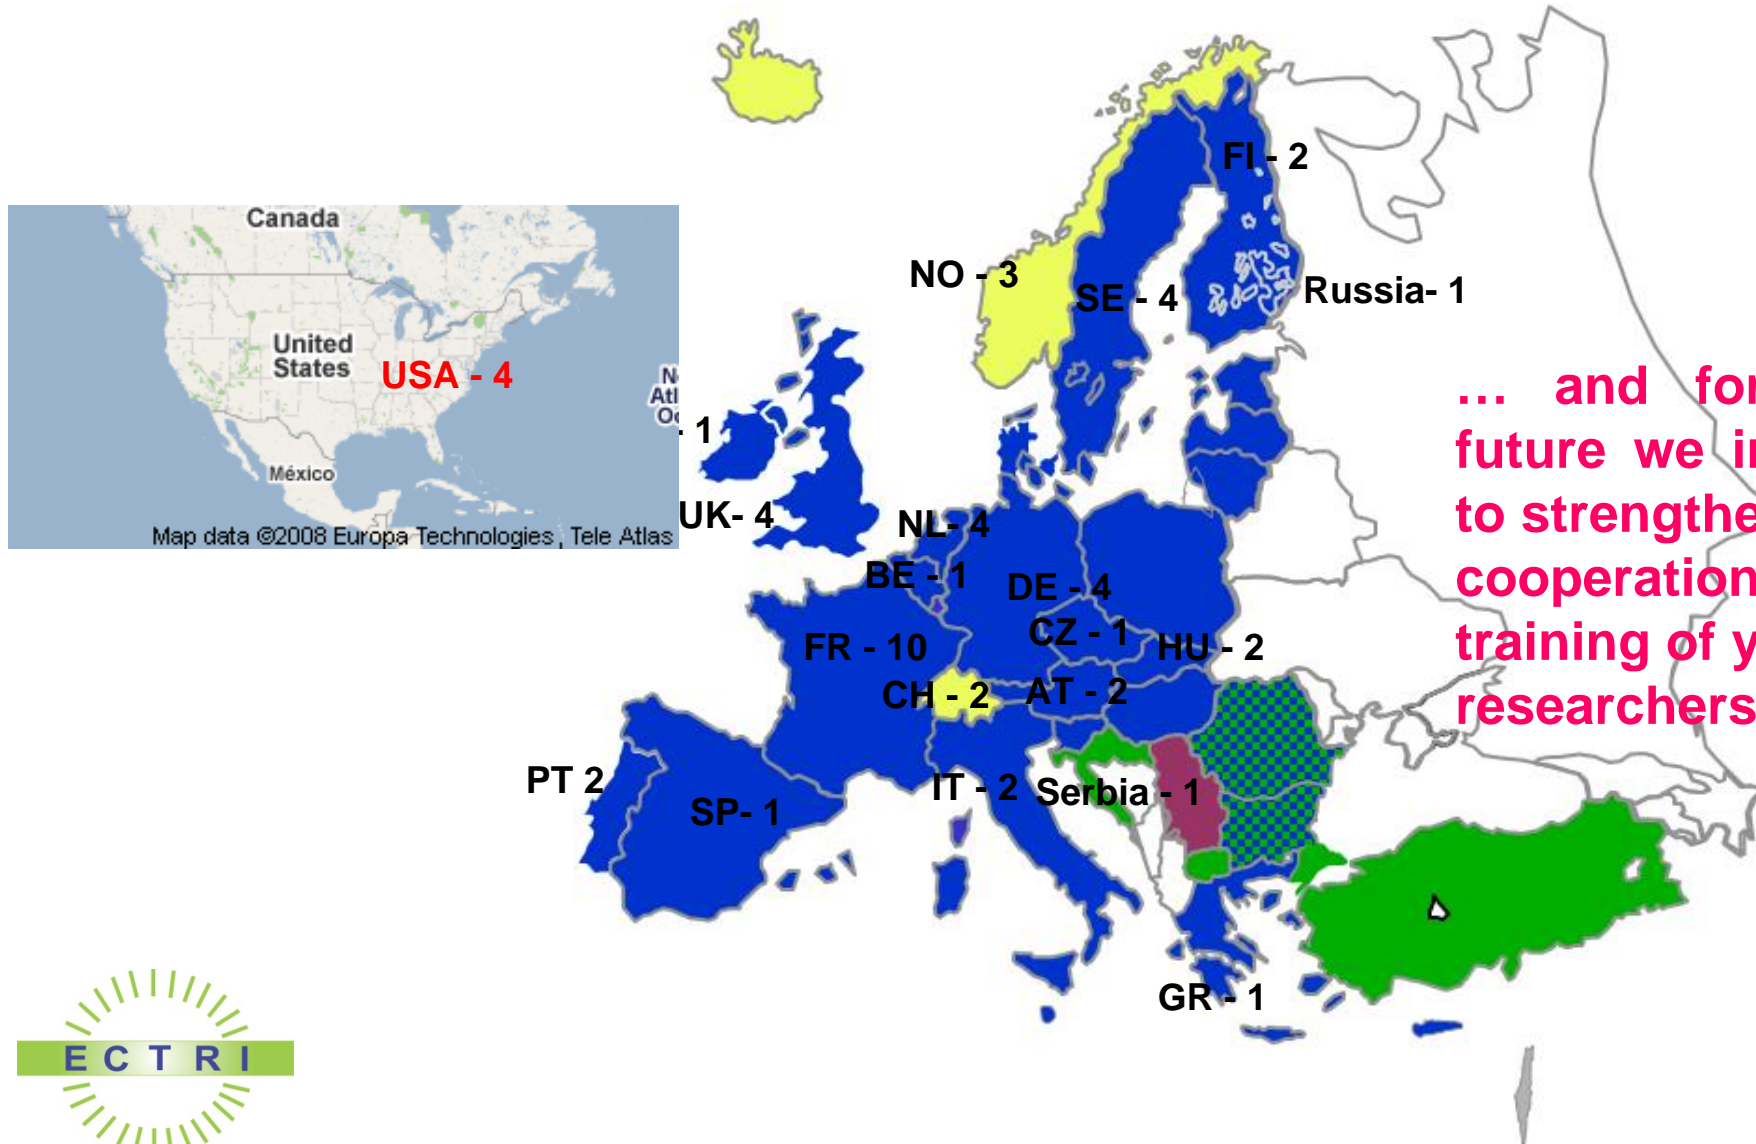 Canada
United
States
USA - 4
México
Map data ©2008 Europa Technologies, Tele Atlas
FI - 2
NO - 3
SE - 4
Russia- 1
- 1
UK- 4
NL- 4
BE - 1
DE - 4
CZ - 1
FR - 10
HU - 2
CH - 2
AT - 2
PT 2
SP- 1
IT - 2
Serbia - 1
GR - 1
… and
future we
to
cooperation
training of
researchers
ECTRI